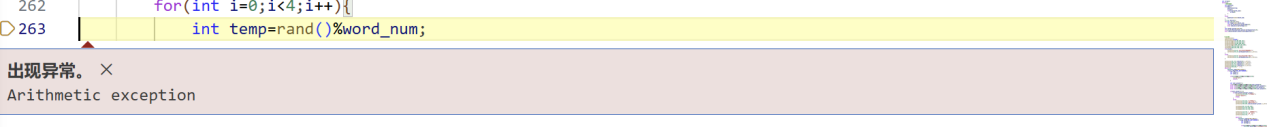 262 for(int i=0;i<4;i++){
263 int temp=rand()%word_num;
出现异常。 ×
Arithmetic exception